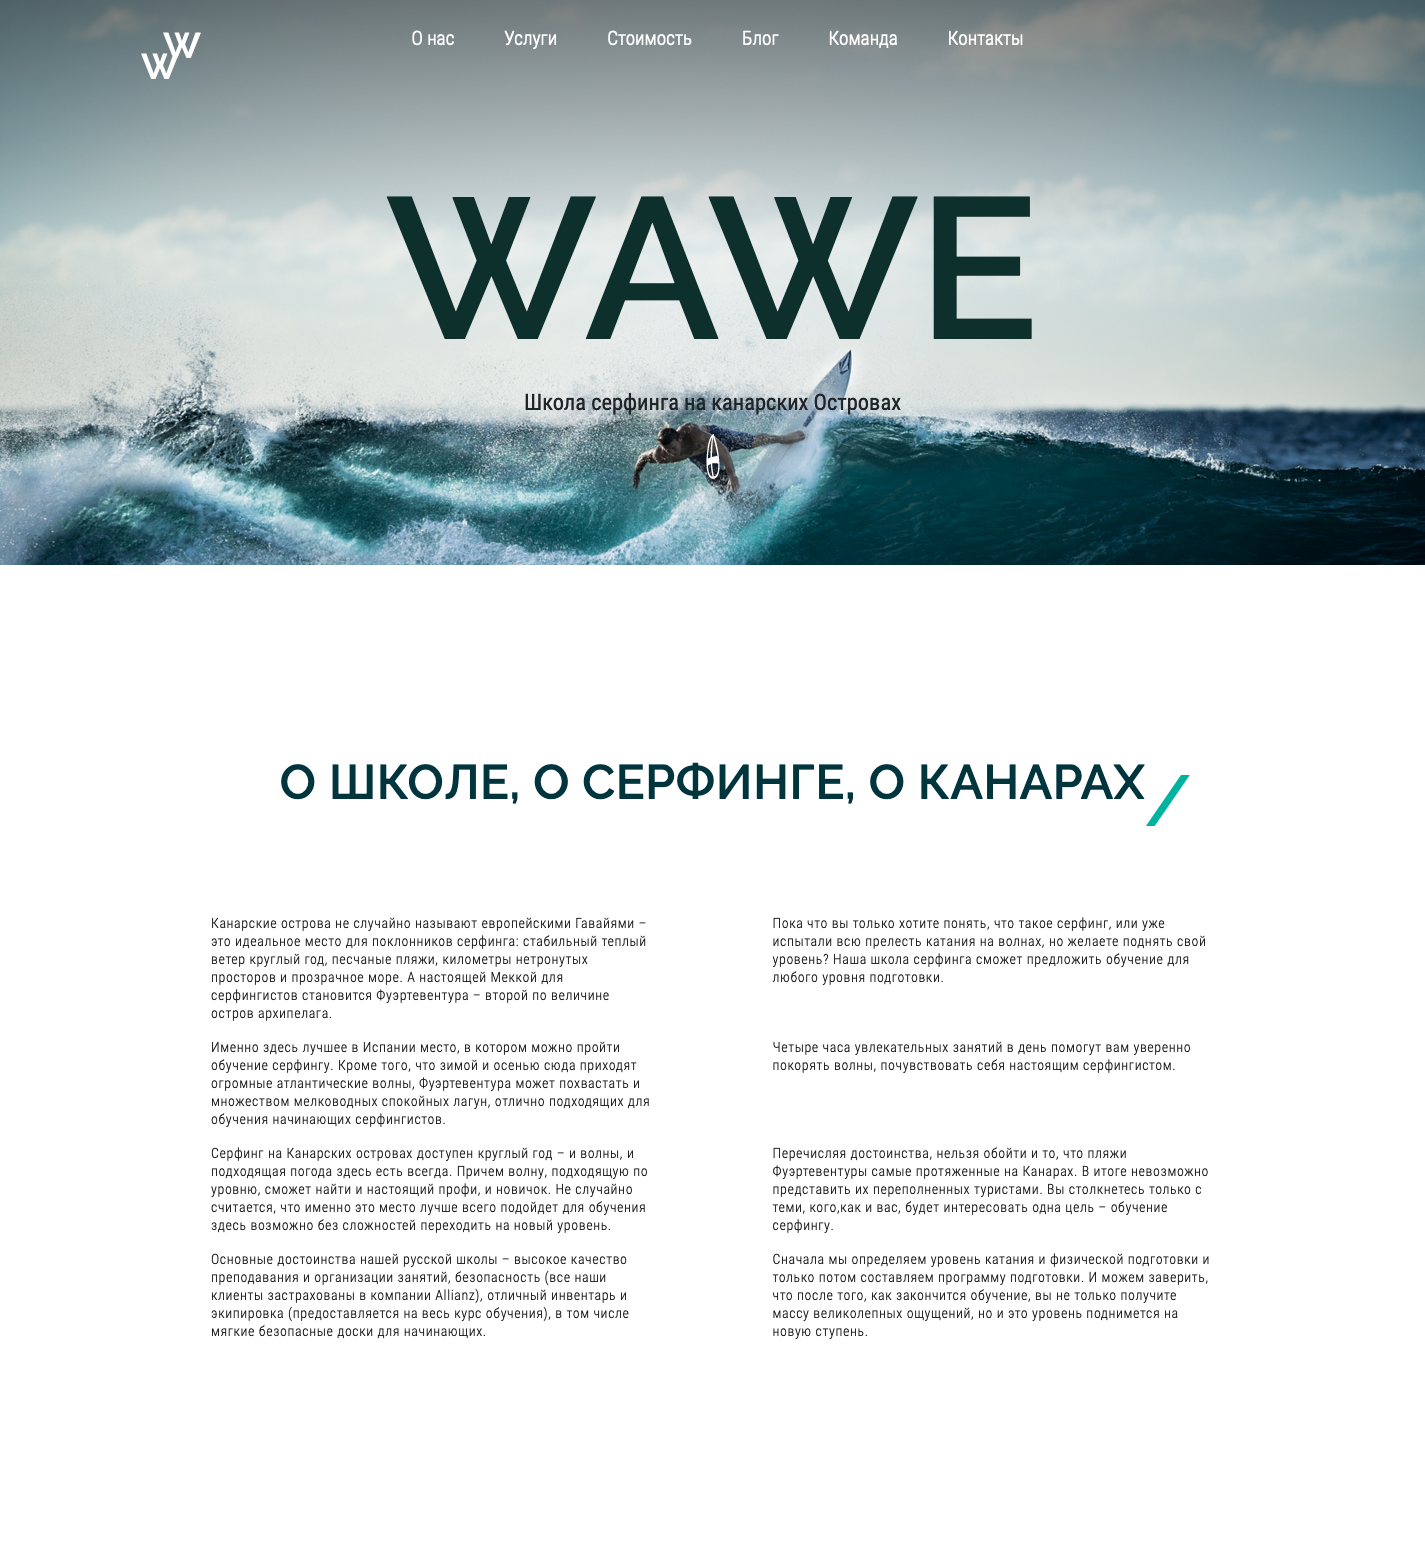 WW
О нас Услуги Стоимость Блог Команда Контакты
WAWE
Школа серфинга на канарских Островах
О ШКОЛЕ, О СЕРФИНГЕ, О КАНАРАХ
Канарские острова не случайно называют европейскими Гавайями –
это идеальное место для поклонников серфинга: стабильный теплый
ветер круглый год, песчаные пляжи, километры нетронутых
просторов и прозрачное море. А настоящей Меккой для
серфингистов становится Фуэртевентура – второй по величине
остров архипелага.
Пока что вы только хотите понять, что такое серфинг, или уже
испытали всю прелесть катания на волнах, но желаете поднять свой
уровень? Наша школа серфинга сможет предложить обучение для
любого уровня подготовки.
Именно здесь лучшее в Испании место, в котором можно пройти
обучение серфингу. Кроме того, что зимой и осенью сюда приходят
огромные атлантические волны, Фуэртевентура может похвастать и
множеством мелководных спокойных лагун, отлично подходящих для
обучения начинающих серфингистов.
Четыре часа увлекательных занятий в день помогут вам уверенно
покорять волны, почувствовать себя настоящим серфингистом.
Серфинг на Канарских островах доступен круглый год – и волны, и
подходящая погода здесь есть всегда. Причем волну, подходящую по
уровню, сможет найти и настоящий профи, и новичок. Не случайно
считается, что именно это место лучше всего подойдет для обучения
здесь возможно без сложностей переходить на новый уровень.
Перечисляя достоинства, нельзя обойти и то, что пляжи
Фуэртевентуры самые протяженные на Канарах. В итоге невозможно
представить их переполненных туристами. Вы столкнетесь только с
теми, кого,как и вас, будет интересовать одна цель – обучение
серфингу.
Основные достоинства нашей русской школы – высокое качество
преподавания и организации занятий, безопасность (все наши
клиенты застрахованы в компании Allianz), отличный инвентарь и
экипировка (предоставляется на весь курс обучения), в том числе
мягкие безопасные доски для начинающих.
Сначала мы определяем уровень катания и физической подготовки и
только потом составляем программу подготовки. И можем заверить,
что после того, как закончится обучение, вы не только получите
массу великолепных ощущений, но и это уровень поднимется на
новую ступень.